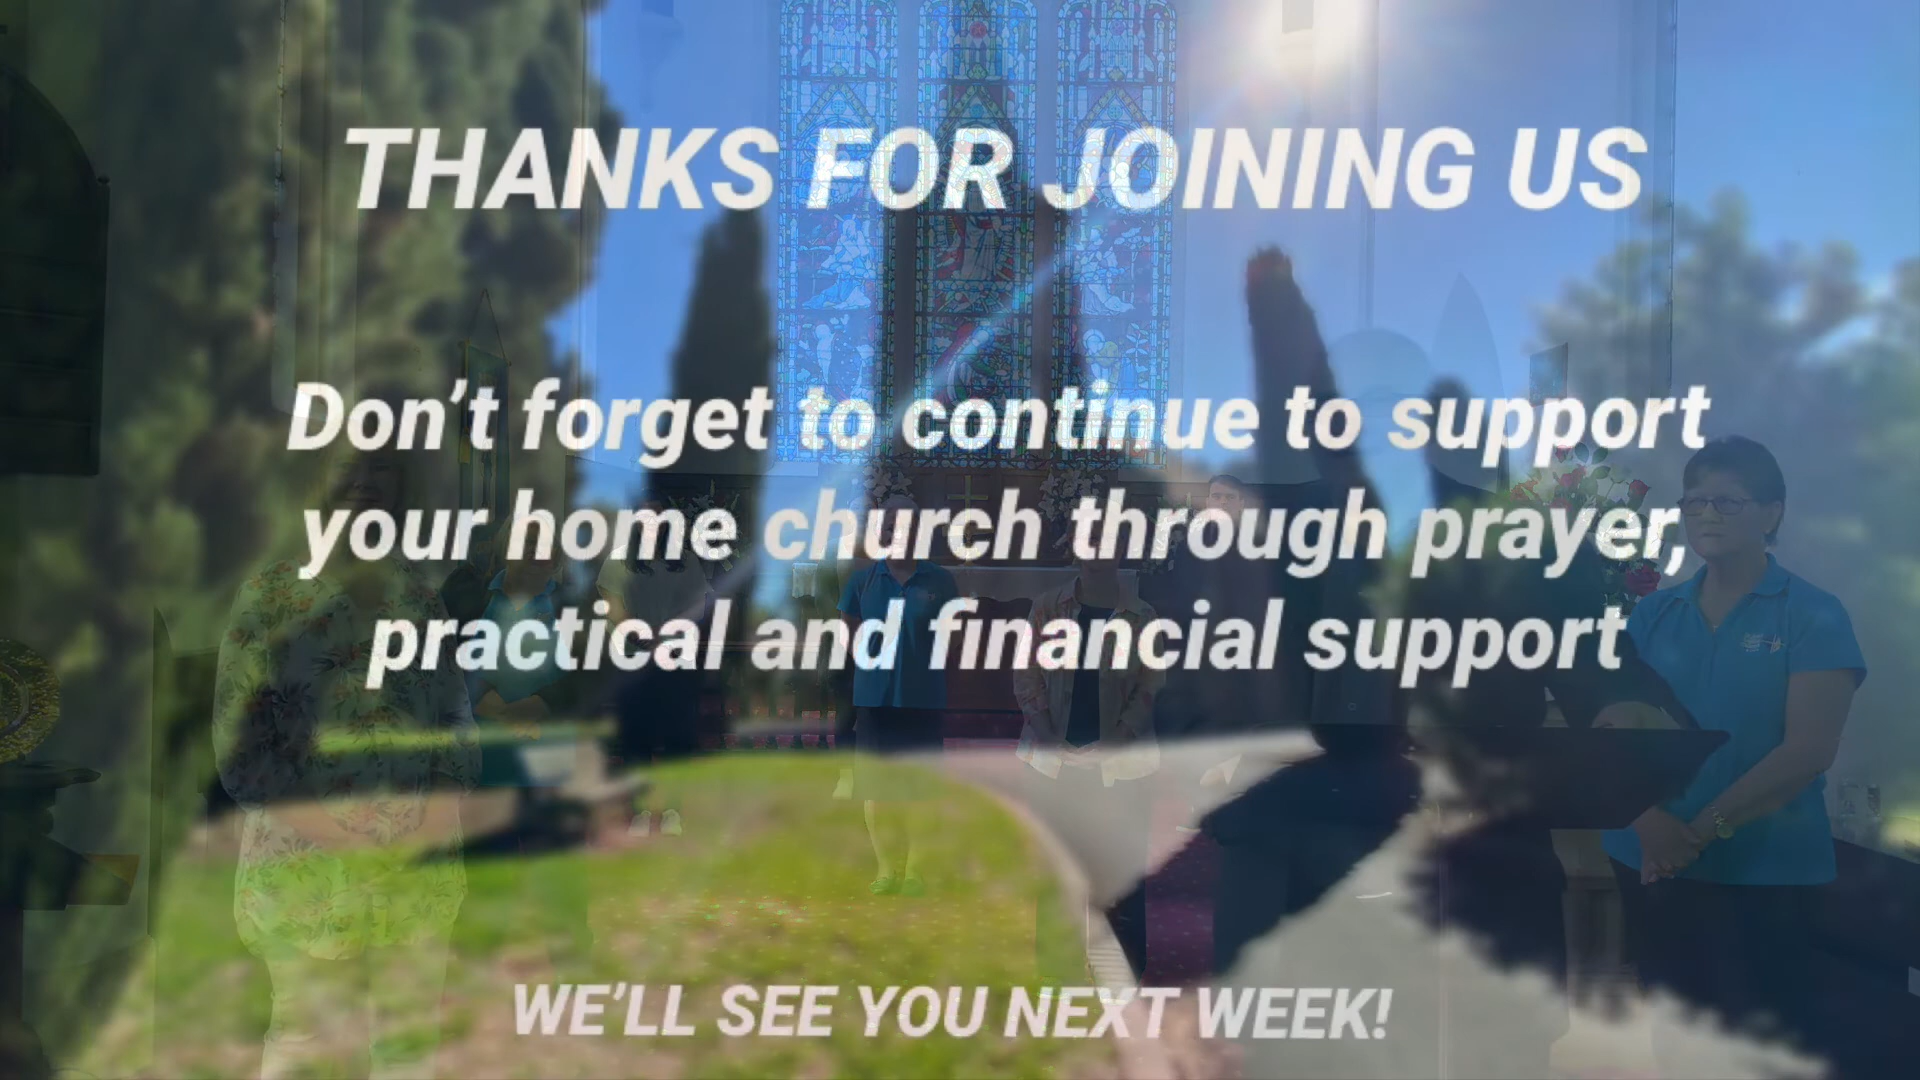 THANKS FOR JOINING US
Don’t forget to continue to support
your home church through prayer,
practical and financial support
WE’LL SEE YOU NEXT WEEK!